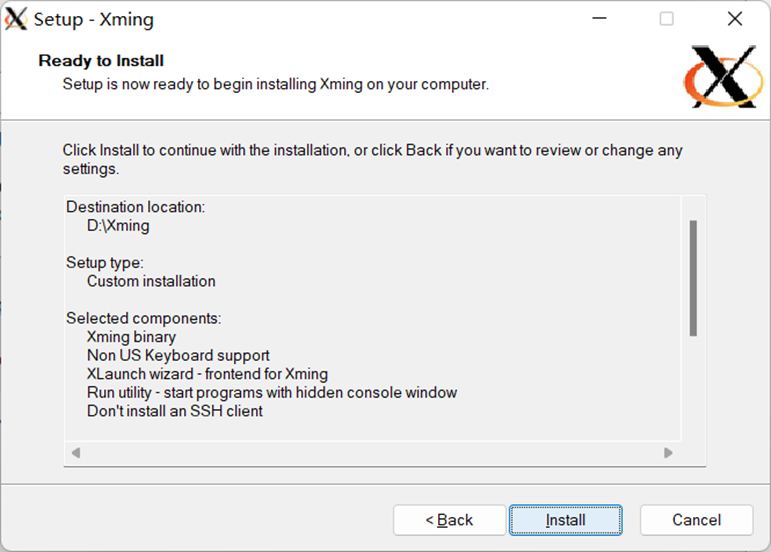 Setup - Xming
Ready to Install
Setup is now ready to begin installing Xming on your computer.
Click Install to continue with the installation, or click Back if you want to review or change any
settings.
Destination location:
D:\Xming
Setup type:
Custom installation
Selected components:
Xming binary
Non US Keyboard support
XLaunch wizard - frontend for Xming
Run utility - start programs with hidden console window
Don't install an SSH client
< Back
Install
Cancel